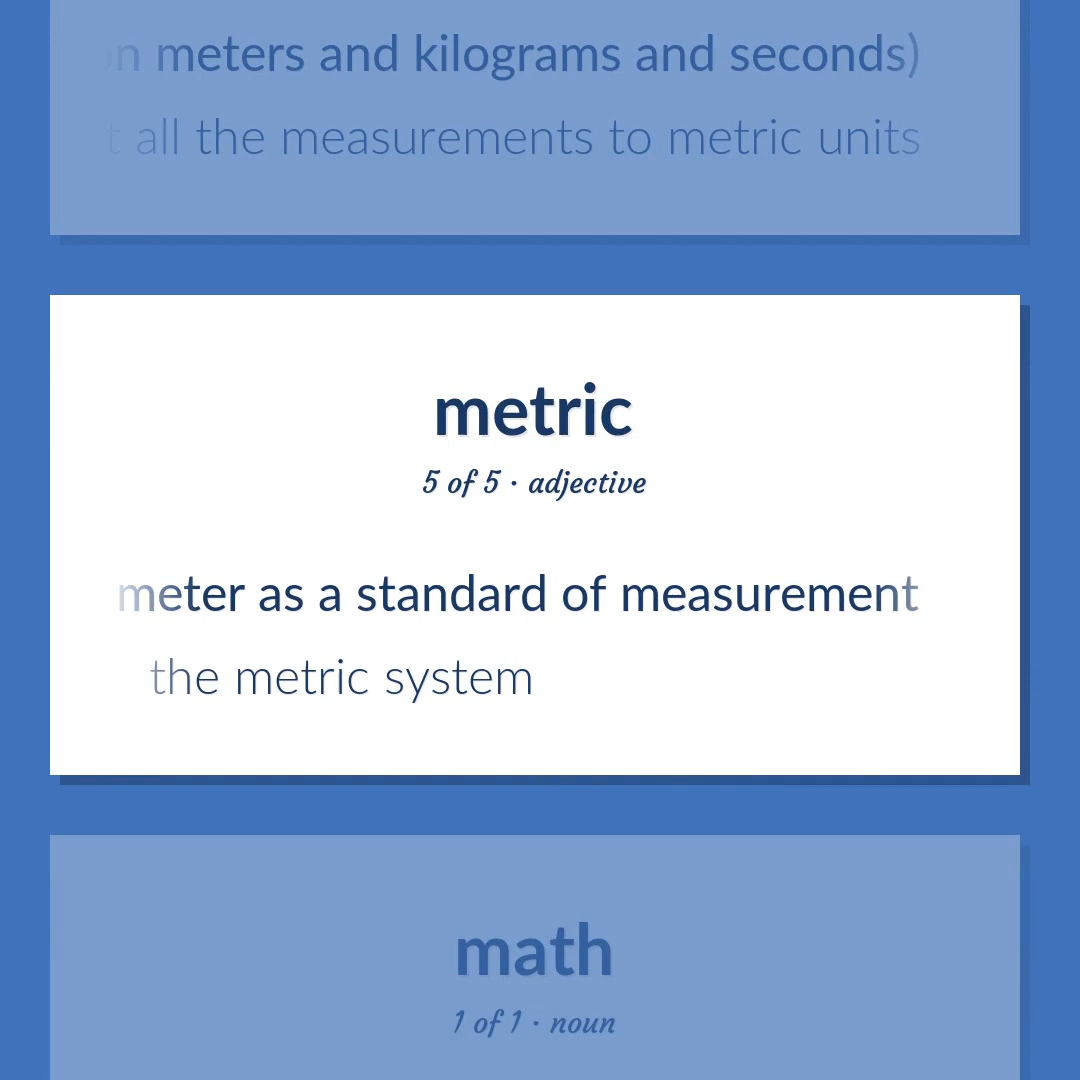 meters and kilograms and seconds)
all the measurements to metric units
metric
5 of 5 · adjective
meter as a standard of measurement
the metric system
math
1 of 1 · noun